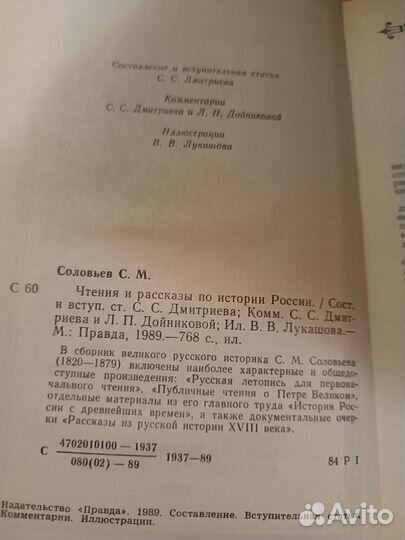 Составление и вступительная статья
С. С. Дмитриева
Комментарии
С. С. Дмитриева и Л. П. Дойниковой
Иллюстрации
В. В. Лукашова
Соловьев С. М.
С 60
Чтения и рассказы по истории России. / Сост.
и вступ. ст. С. С. Дмитриева; Комм. С. С. Дмит-
риева и Л. П. Дойниковой; Ил. В. В. Лукашова.—
М.: Правда, 1989.—768 с., ил.
В сборник великого русского историка С. М. Соловьева
(1820—1879) включены наиболее характерные и общедо-
ступные произведения: «Русская летопись для первона-
чального чтения», «Публичные чтения о Петре Великом»,
отдельные материалы из его главного труда «История Рос-
сии с древнейших времен», а также документальные очер-
ки «Рассказы из русской истории XVIII века».
С 4702010100—1937
080(02)—89
1937—89
84 Р 1
Издательство «Правда». 1989. Составление. Вступительная статья.
Комментарии. Иллюстрации.
Avito